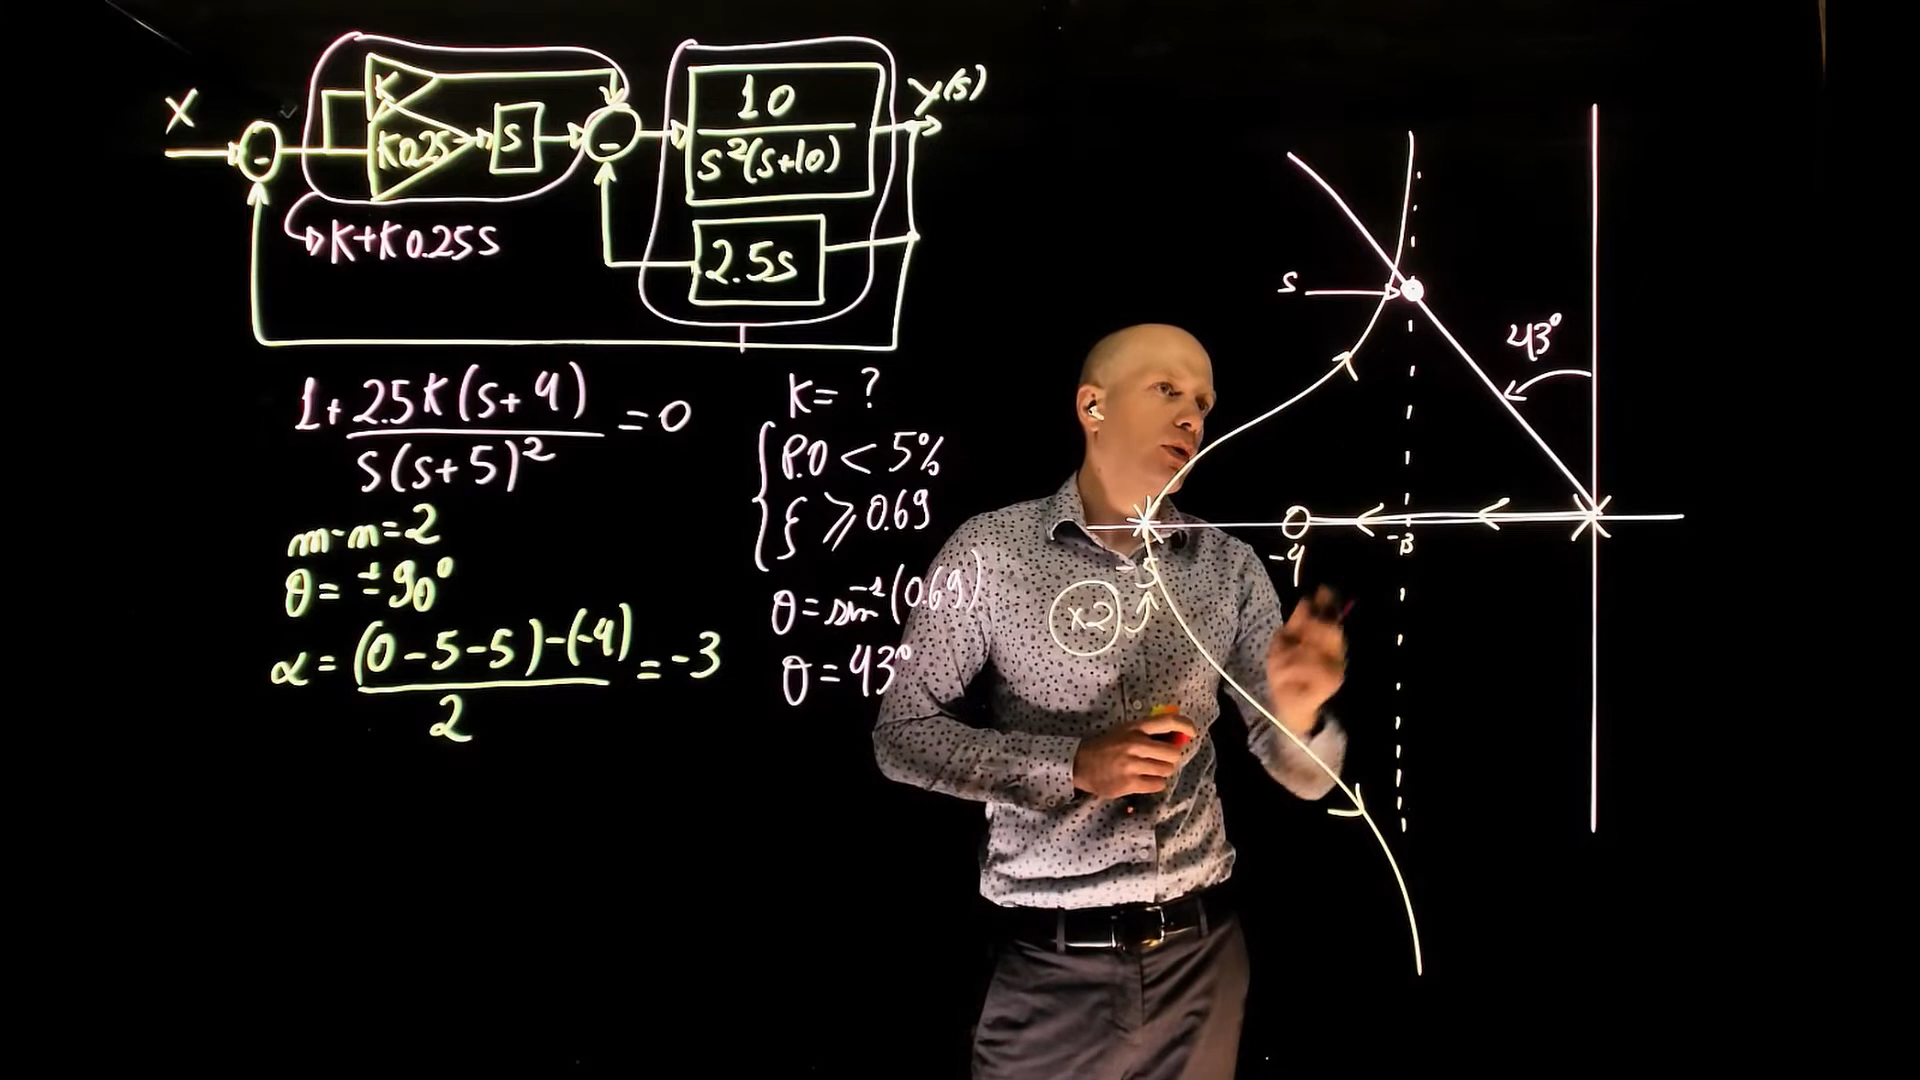 X
K
K0.25
S
10
S²(S+10)
Y(s)
2.5s
K+K0.25S
1+ 2.5K(s+4) = 0
S(s+5)²
m-n=2
θ= ±90°
α = (0-5-5)-(-4) = -3
2
K= ?
P.O < 5%
ξ ⩾ 0.69
θ = sin⁻¹(0.69)
θ = 43°
s
43°
-4
-3
-5
x2